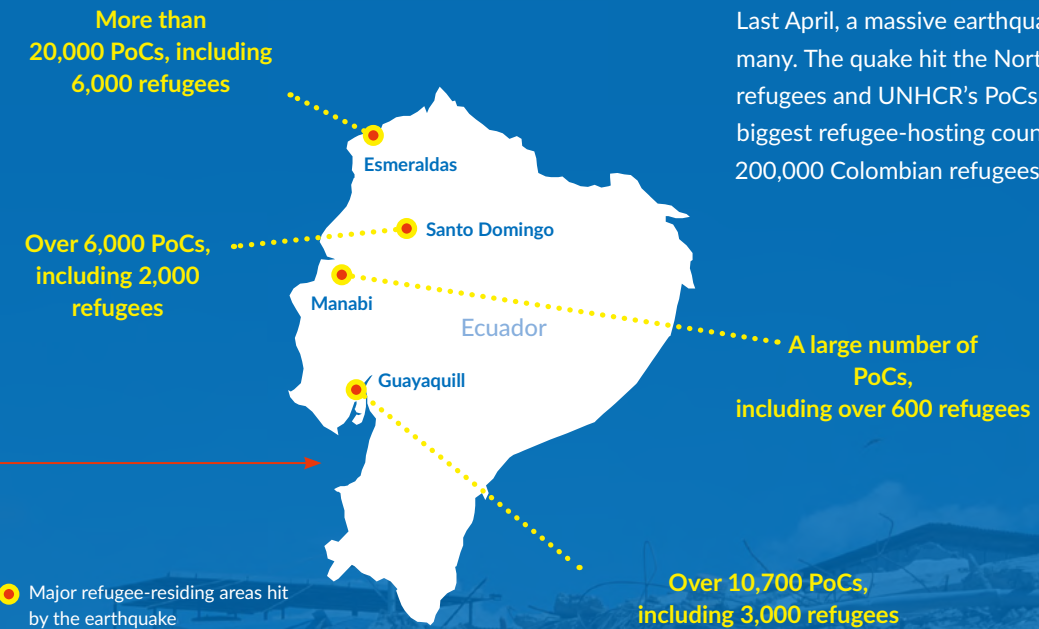 More than
20,000 PoCs, including
6,000 refugees
Last April, a massive earthqua
many. The quake hit the Nort
refugees and UNHCR's PoCs
biggest refugee-hosting coun
200,000 Colombian refugees
Esmeraldas
Santo Domingo
Over 6,000 PoCs,
including 2,000
refugees
Manabi
Ecuador
A large number of
PoCs,
including over 600 refugees
Guayaquill
Major refugee-residing areas hit
by the earthquake
Over 10,700 PoCs,
including 3,000 refugees